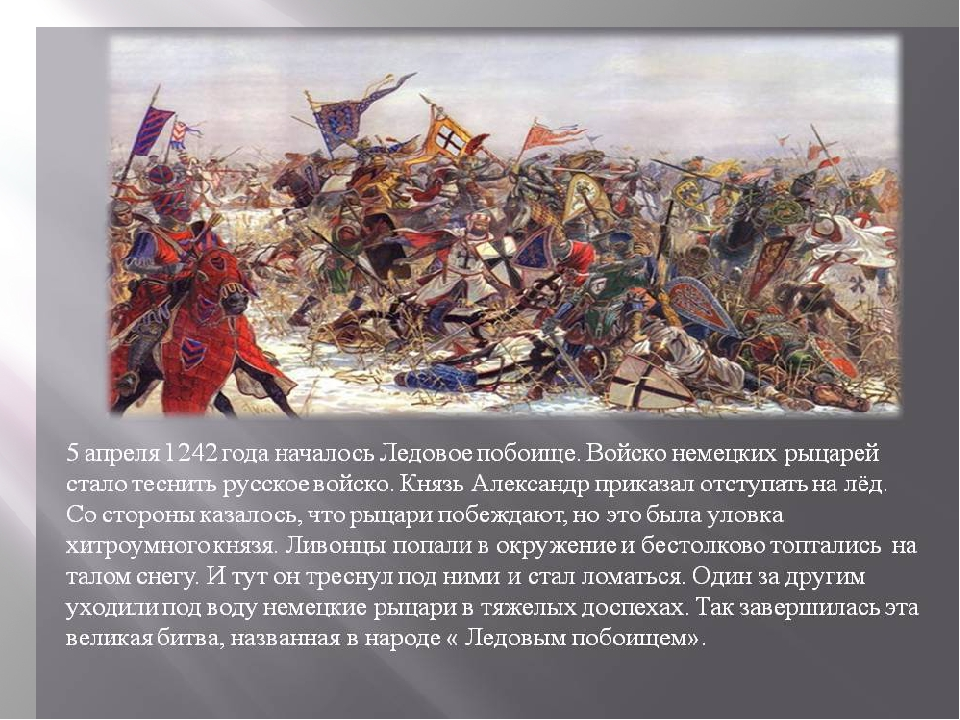 5 апреля 1242 года началось Ледовое побоище. Войско немецких рыцарей
стало теснить русское войско. Князь Александр приказал отступать на лёд.
Со стороны казалось, что рыцари побеждают, но это была уловка
хитроумного князя. Ливонцы попали в окружение и бестолково топтались на
талом снегу. И тут он треснул под ними и стал ломаться. Один за другим
уходили под воду немецкие рыцари в тяжелых доспехах. Так завершилась эта
великая битва, названная в народе « Ледовым побоищем».